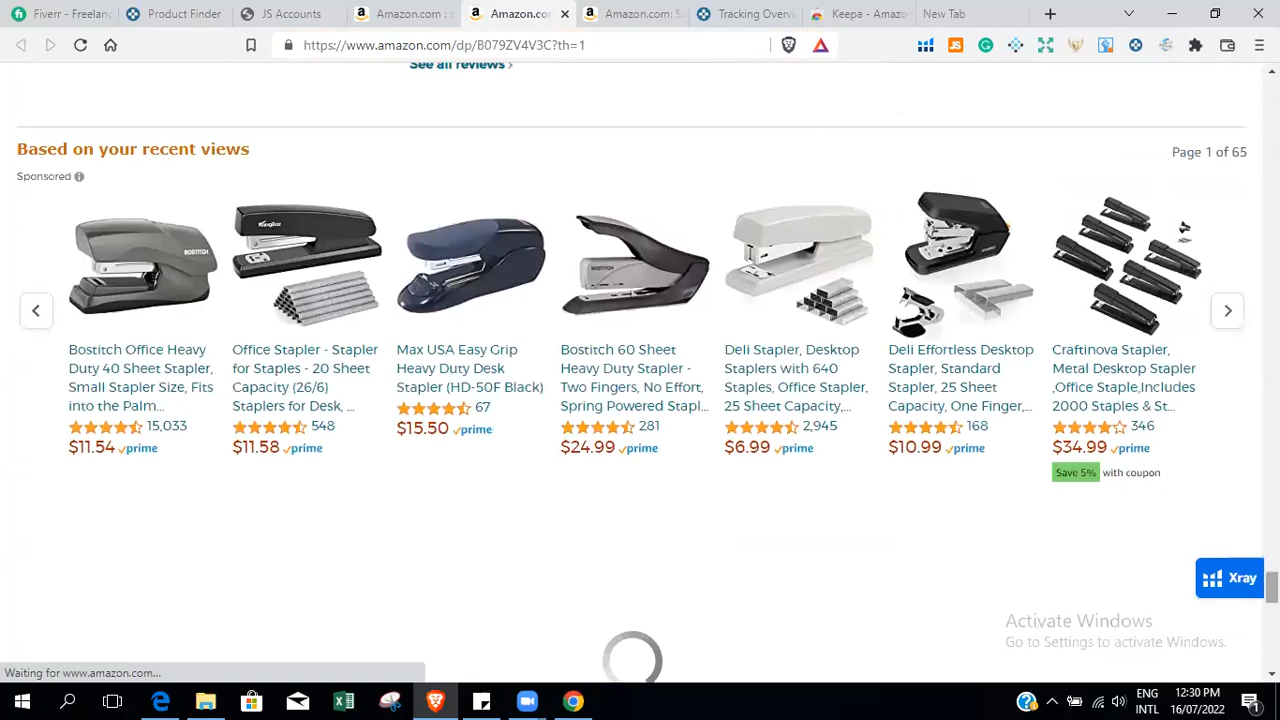 Fiverr - Freelan
Product Finder
JS Accounts
Amazon.com : s
Amazon.co
Amazon.com: S
Tracking Overvi
Keepa - Amazo
New Tab
https://www.amazon.com/dp/B079ZV4V3C?th=1
See all reviews ›
Based on your recent views
Page 1 of 65
Sponsored
Bostitch Office Heavy
Duty 40 Sheet Stapler,
Small Stapler Size, Fits
into the Palm...
15,033
$11.54 prime
Office Stapler - Stapler
for Staples - 20 Sheet
Capacity (26/6)
Staplers for Desk, ...
548
$11.58 prime
Max USA Easy Grip
Heavy Duty Desk
Stapler (HD-50F Black)
67
$15.50 prime
BOSTITCH
Bostitch 60 Sheet
Heavy Duty Stapler -
Two Fingers, No Effort,
Spring Powered Stapl...
281
$24.99 prime
Deli Stapler, Desktop
Staplers with 640
Staples, Office Stapler,
25 Sheet Capacity,...
2,945
$6.99 prime
Deli Effortless Desktop
Stapler, Standard
Stapler, 25 Sheet
Capacity, One Finger,...
168
$10.99 prime
Craftinova Stapler,
Metal Desktop Stapler
,Office Staple,Includes
2000 Staples & St...
346
$34.99 prime
Save 5% with coupon
Xray
Activate Windows
Go to Settings to activate Windows.
Waiting for www.amazon.com...
ENG
INTL
12:30 PM
16/07/2022